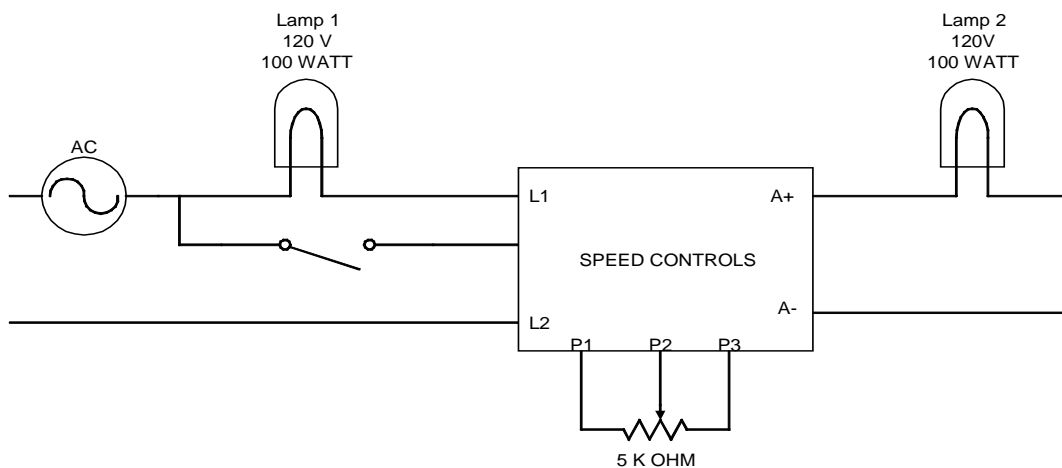 Lamp 1
120 V
100 WATT
Lamp 2
120V
100 WATT
AC
L1
A+
SPEED CONTROLS
A-
L2
P1
P2
P3
5 K OHM